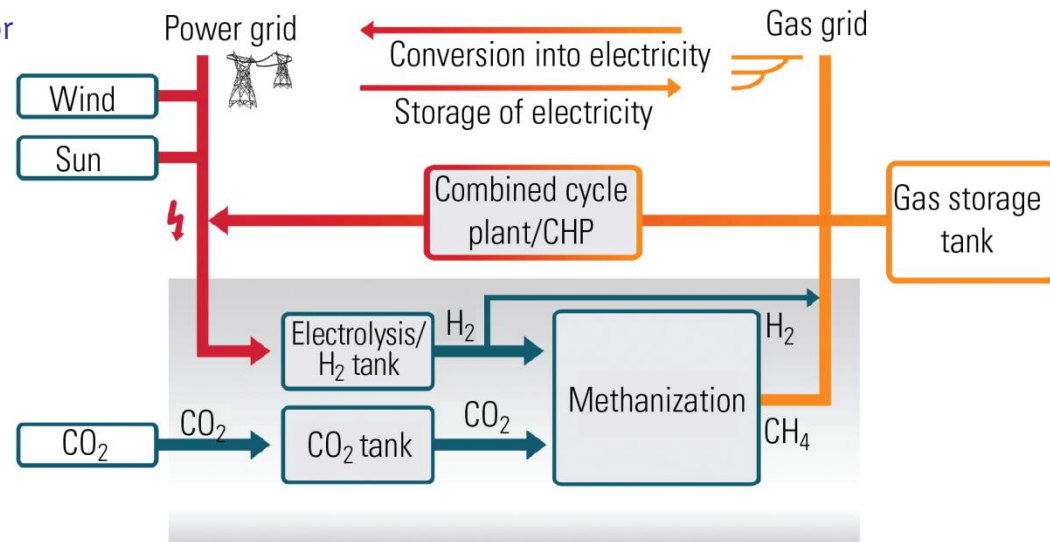 or
Power grid
Gas grid
Conversion into electricity
Storage of electricity
Wind
Sun
Combined cycle
plant/CHP
Gas storage
tank
Electrolysis/
H₂ tank
H₂
H₂
Methanization
CO₂
CO₂
CO₂ tank
CO₂
CH₄